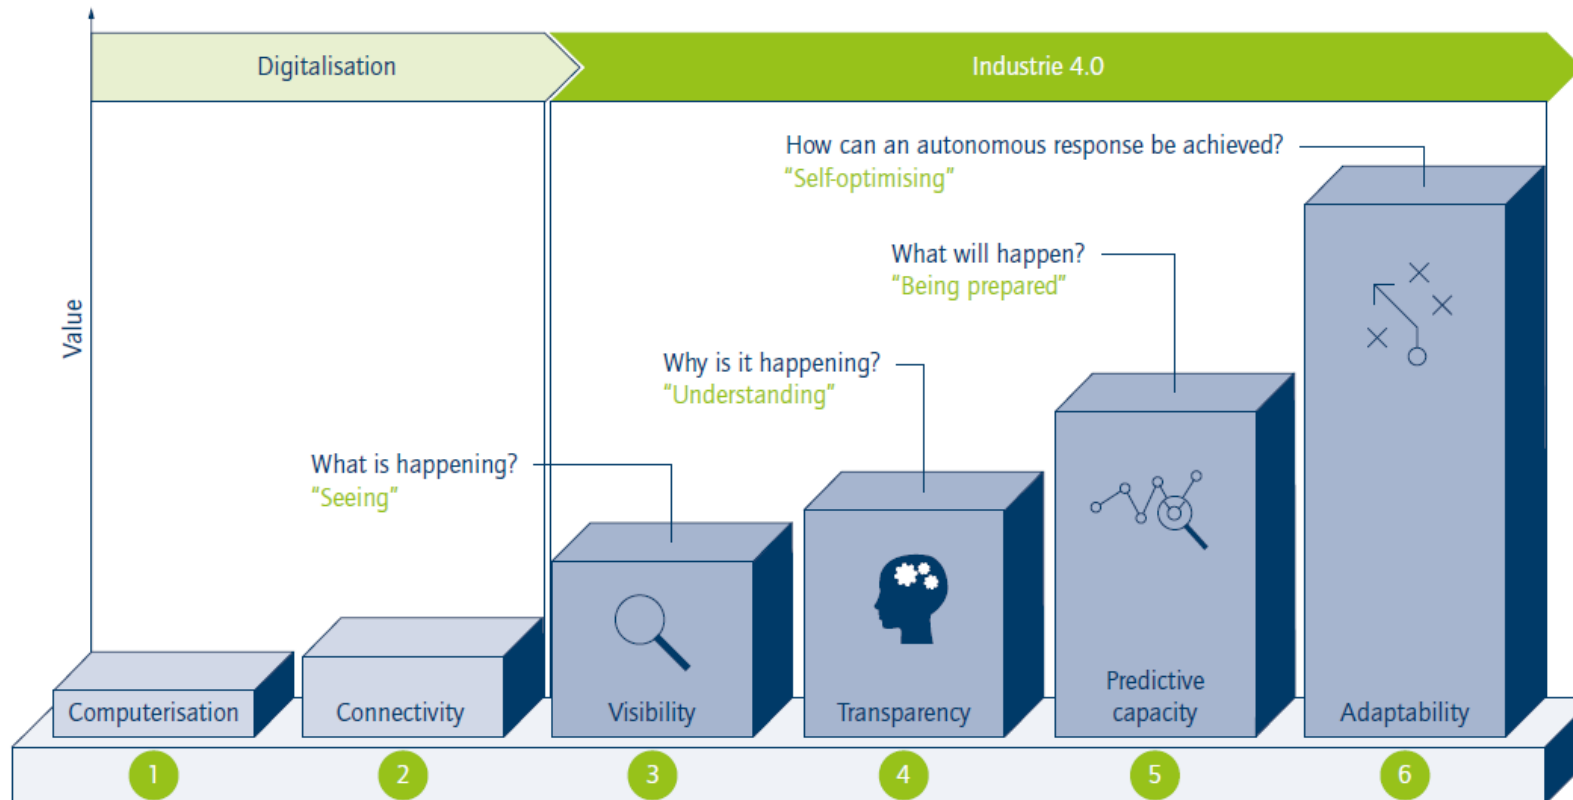 Digitalisation
Industrie 4.0
How can an autonomous response be achieved?
“Self-optimising”
What will happen?
“Being prepared”
Why is it happening?
“Understanding”
What is happening?
“Seeing”
Value
Computerisation
Connectivity
Visibility
Transparency
Predictive
capacity
Adaptability
1
2
3
4
5
6